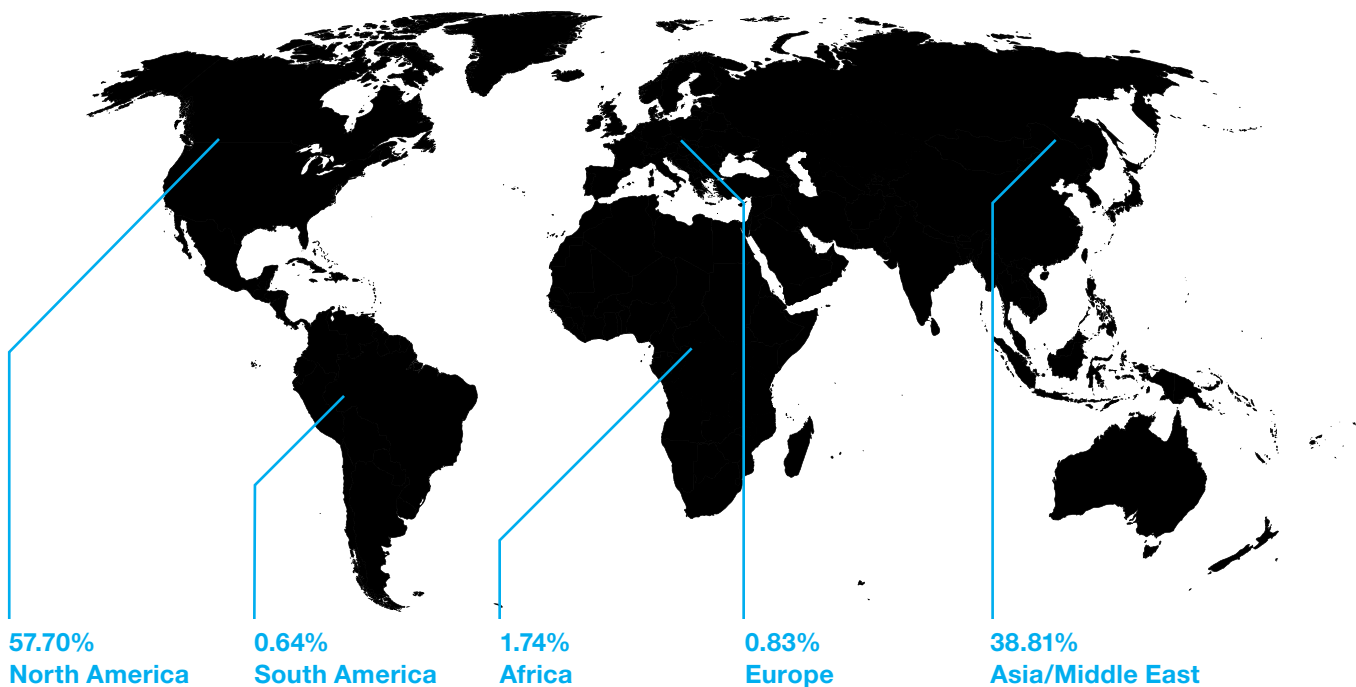 57.70%
North America
0.64%
South America
1.74%
Africa
0.83%
Europe
38.81%
Asia/Middle East